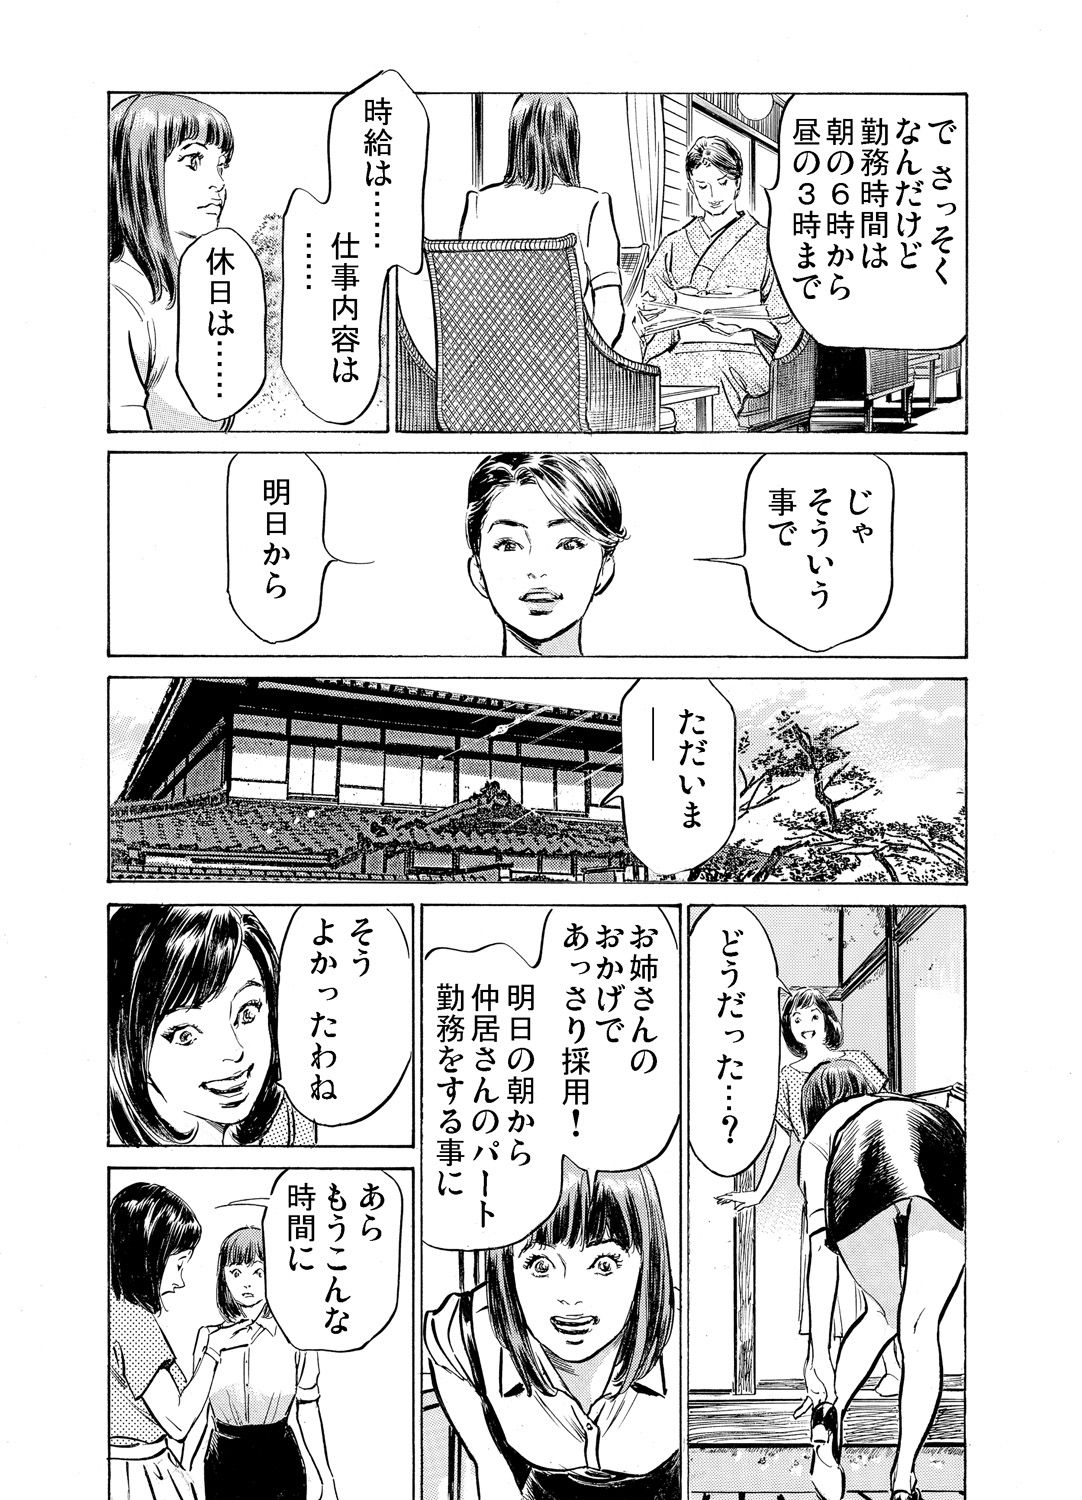 で さっそく
なんだけど
勤務時間は
朝の6時から
昼の3時まで
時給は……
仕事内容は
……
休日は……
じゃ
そういう
事で
明日から
ただいま
―
どうだった…?
お姉さんの
おかげで
あっさり採用!
明日の朝から
仲居さんのパート
勤務をする事に
そう
よかったわね
あら
もうこんな
時間に